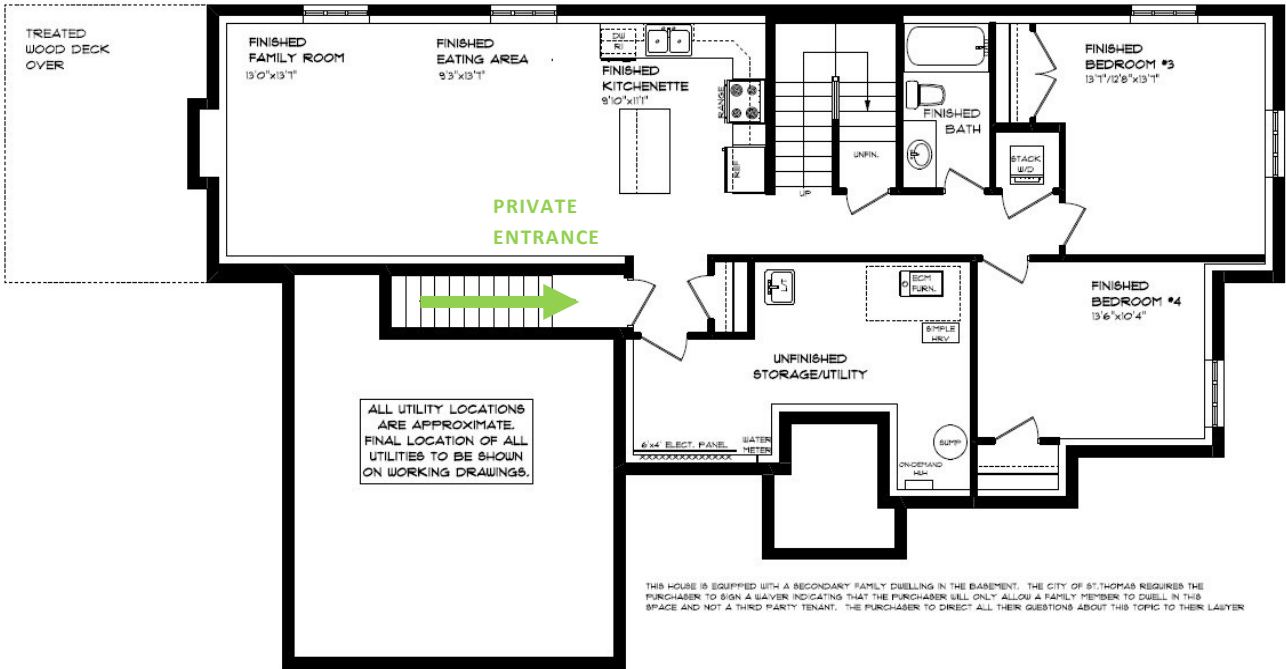 TREATED
WOOD DECK
OVER
FINISHED
FAMILY ROOM
13'0"x13'7"
FINISHED
EATING AREA
9'3"x13'7"
DW
RI
FINISHED
KITCHENETTE
9'10"x11'1"
RANGE
REF
UP
UNFIN.
FINISHED
BATH
STACK
W/D
FINISHED
BEDROOM #3
13'7"/12'8"x13'7"
PRIVATE
ENTRANCE
LT
ECM
FURN.
SIMPLE
HRV
UNFINISHED
STORAGE/UTILITY
FINISHED
BEDROOM #4
13'6"x10'4"
ALL UTILITY LOCATIONS
ARE APPROXIMATE.
FINAL LOCATION OF ALL
UTILITIES TO BE SHOWN
ON WORKING DRAWINGS.
6'x4' ELECT. PANEL
WATER
METER
SUMP
ON-DEMAND
HWH
THIS HOUSE IS EQUIPPED WITH A SECONDARY FAMILY DWELLING IN THE BASEMENT. THE CITY OF ST.THOMAS REQUIRES THE
PURCHASER TO SIGN A WAIVER INDICATING THAT THE PURCHASER WILL ONLY ALLOW A FAMILY MEMBER TO DWELL IN THIS
SPACE AND NOT A THIRD PARTY TENANT. THE PURCHASER TO DIRECT ALL THEIR QUESTIONS ABOUT THIS TOPIC TO THEIR LAWYER